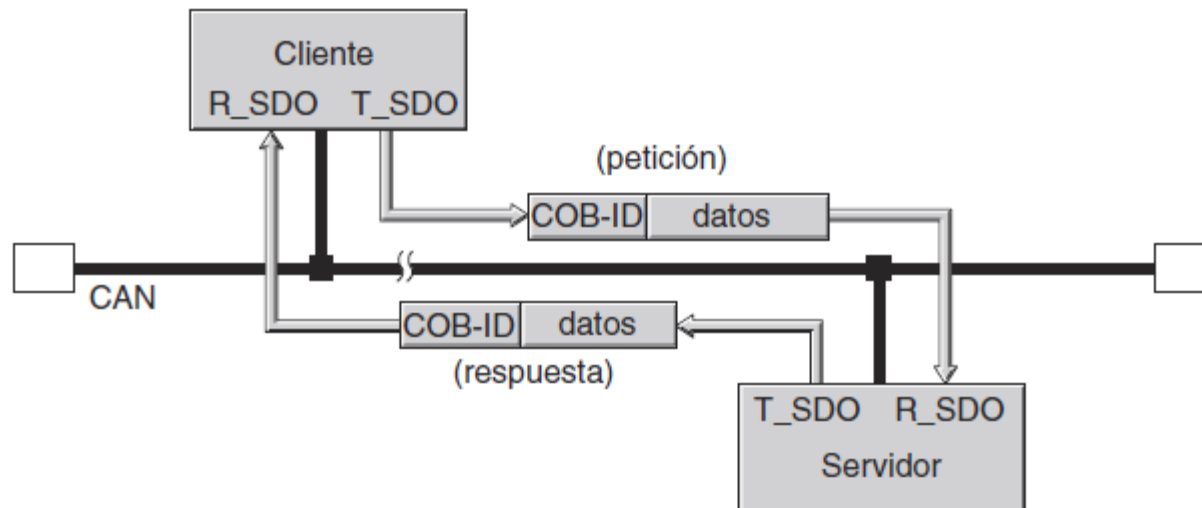 Cliente
R_SDO T_SDO
(petición)
COB-ID datos
CAN
COB-ID datos
(respuesta)
T_SDO R_SDO
Servidor